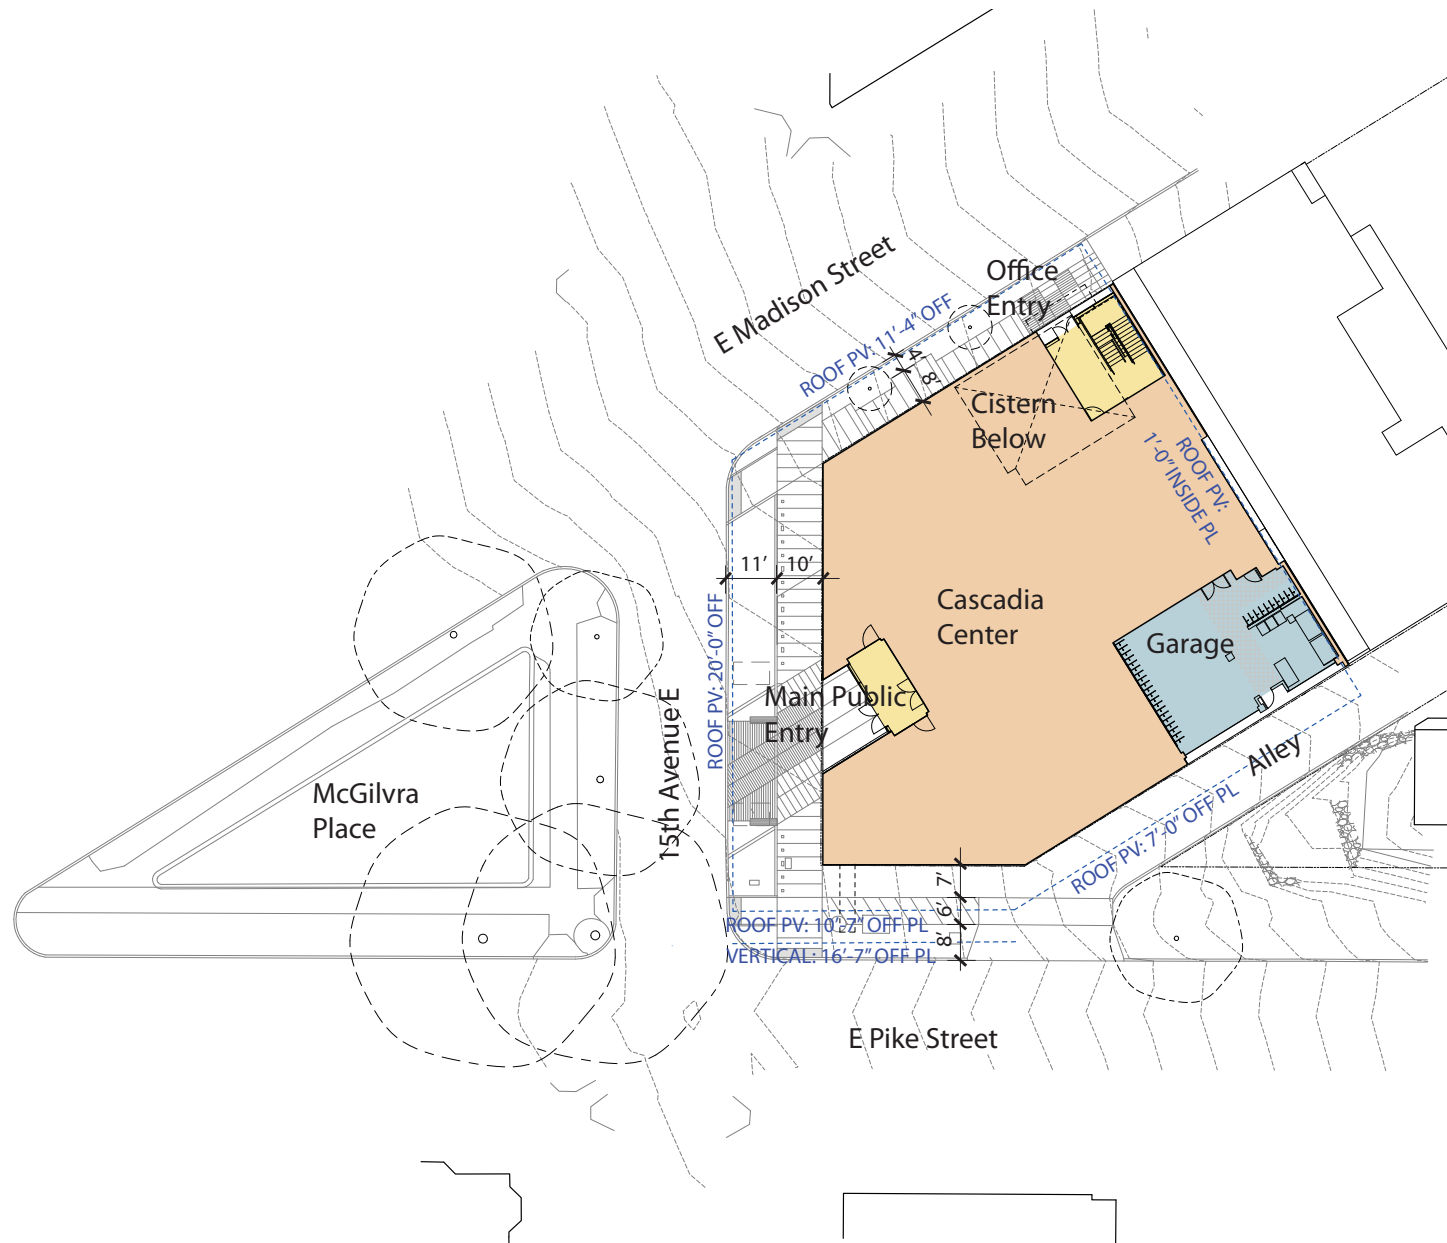 E Madison Street
Office
Entry
ROOF PV: 11'-4" OFF
4'
8'
Cistern
Below
ROOF PV:
1'-0" INSIDE PL
11'
10'
Cascadia
Center
Garage
ROOF PV: 20'-0" OFF
15th Avenue E
Main Public
Entry
McGilvra
Place
Alley
ROOF PV: 7'-0" OFF PL
7'
6'
8'
ROOF PV: 10'-7" OFF PL
VERTICAL: 16'-7" OFF PL
E Pike Street